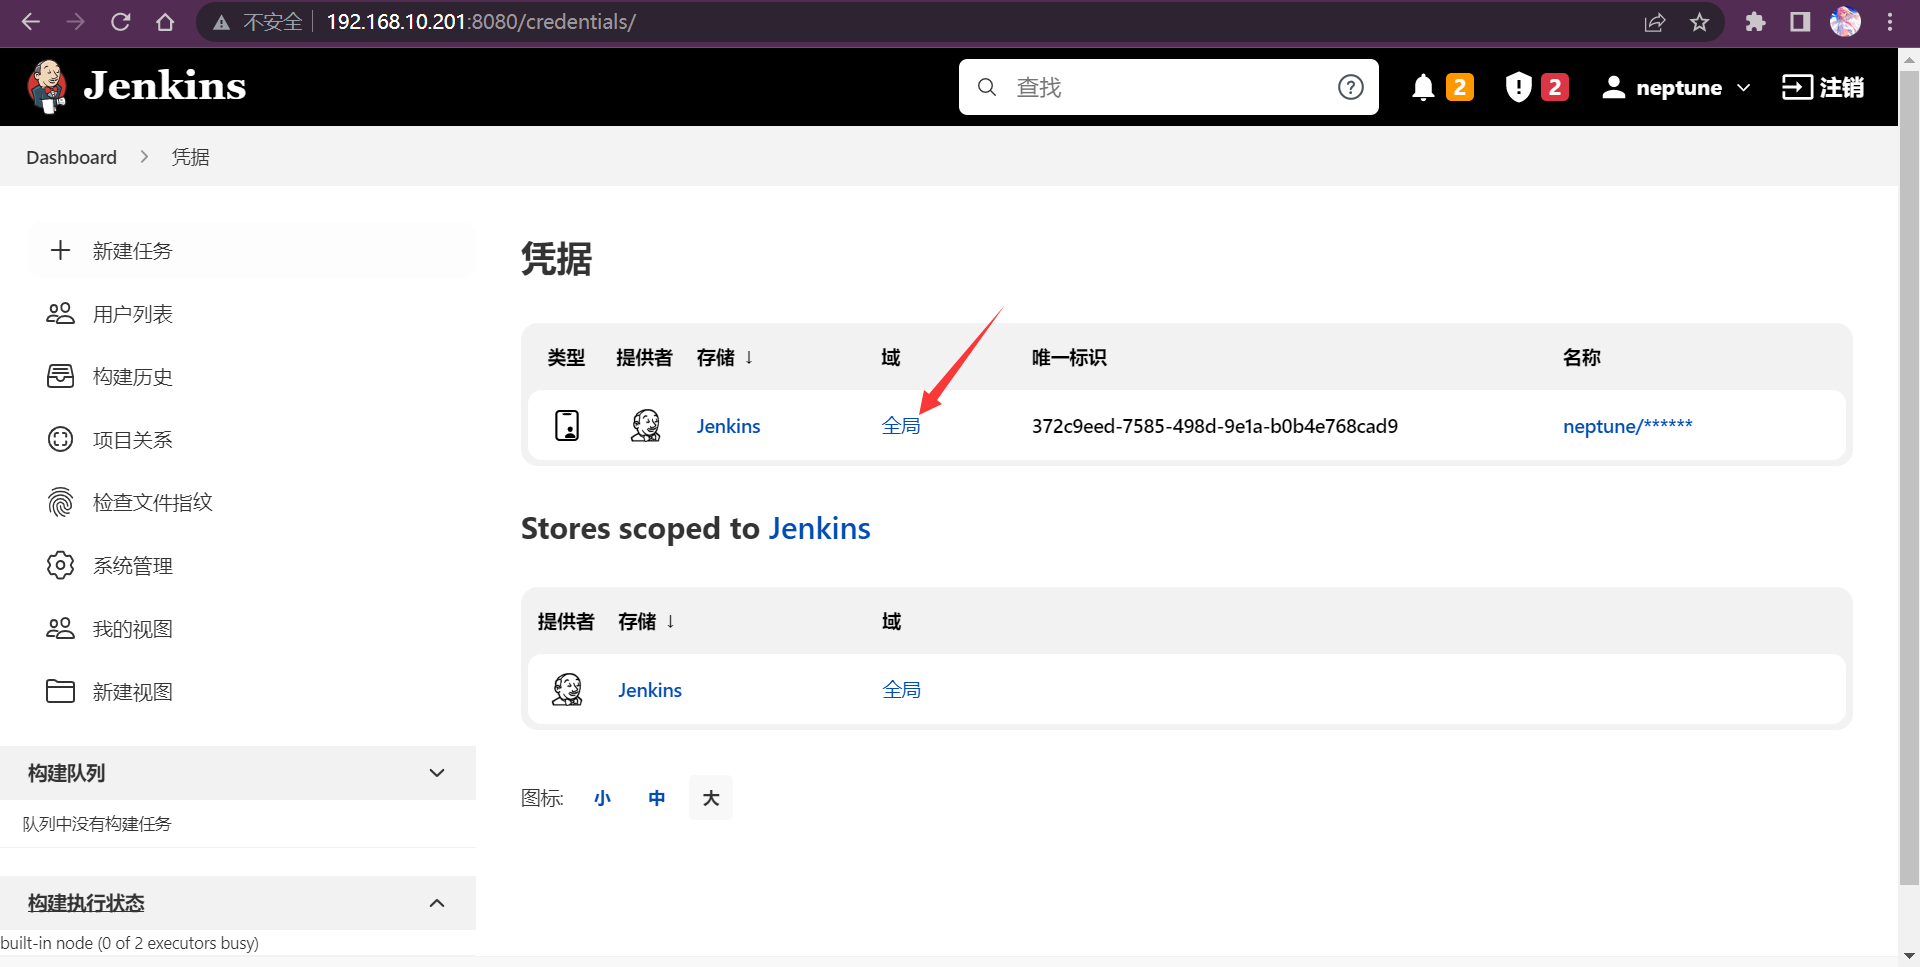 不安全 192.168.10.201:8080/credentials/
Jenkins 查找 2 2 neptune 注销
Dashboard 凭据
新建任务
用户列表
构建历史
项目关系
检查文件指纹
系统管理
我的视图
新建视图
构建队列
队列中没有构建任务
构建执行状态
built-in node (0 of 2 executors busy)
凭据
类型 提供者 存储 ↓ 域 唯一标识 名称
Jenkins 全局 372c9eed-7585-498d-9e1a-b0b4e768cad9 neptune/******
Stores scoped to Jenkins
提供者 存储 ↓ 域
Jenkins 全局
图标: 小 中 大